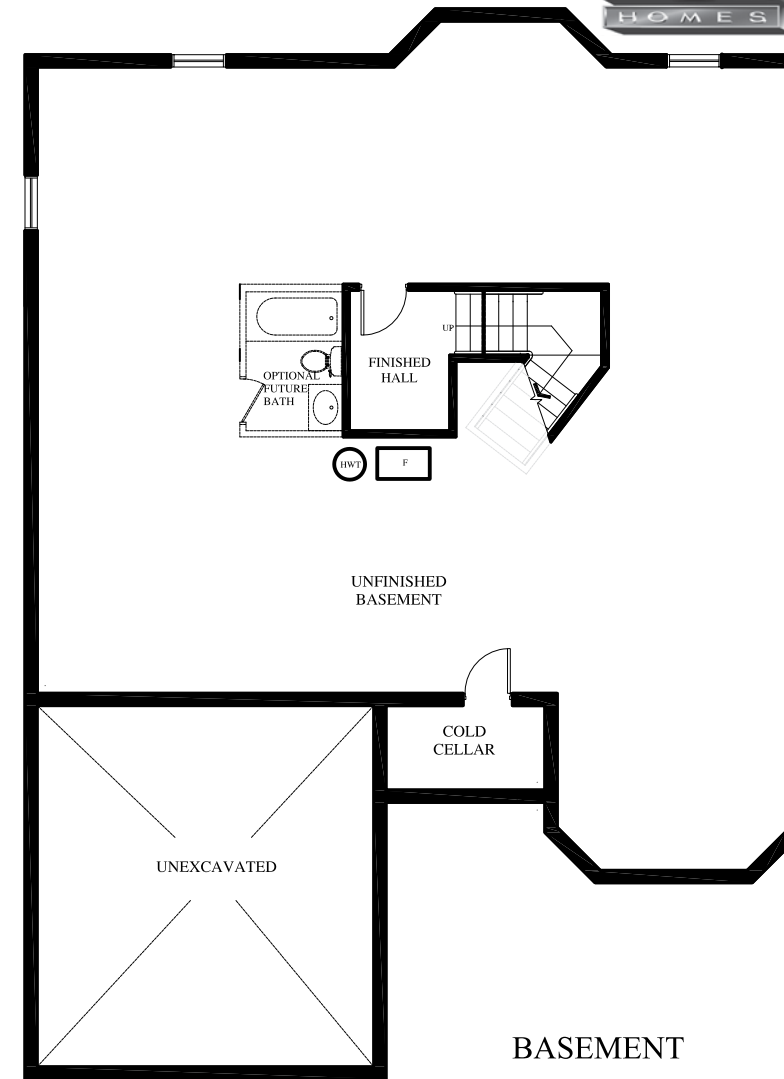 HOMES
UP
FINISHED
HALL
OPTIONAL
FUTURE
BATH
HWT
F
UNFINISHED
BASEMENT
COLD
CELLAR
UNEXCAVATED
BASEMENT